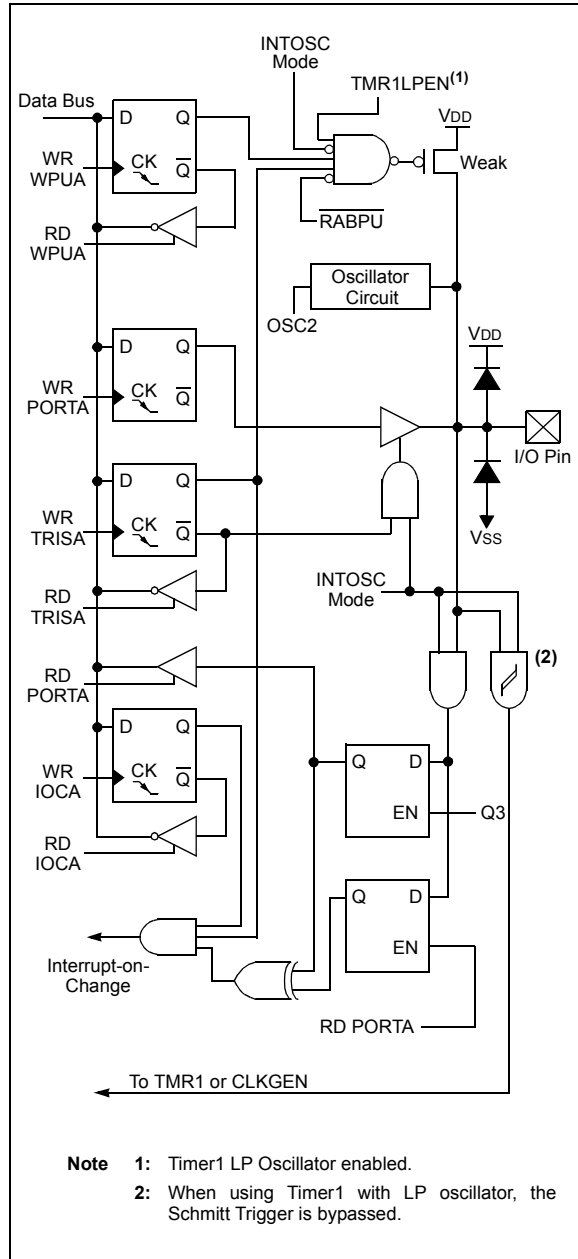 INTOSC
Mode
TMR1LPEN(1)
Data Bus
D Q
VDD
WR
WPUA
CK Q
Weak
RABPU
RD
WPUA
Oscillator
Circuit
OSC2
VDD
D Q
WR
PORTA
CK Q
I/O Pin
D Q
WR
TRISA
CK Q
VSS
INTOSC
Mode
RD
TRISA
(2)
RD
PORTA
D Q
WR
IOCA
CK Q
Q D
EN
Q3
RD
IOCA
Q D
EN
Interrupt-on-
Change
RD PORTA
To TMR1 or CLKGEN
Note 1: Timer1 LP Oscillator enabled.
2: When using Timer1 with LP oscillator, the
Schmitt Trigger is bypassed.